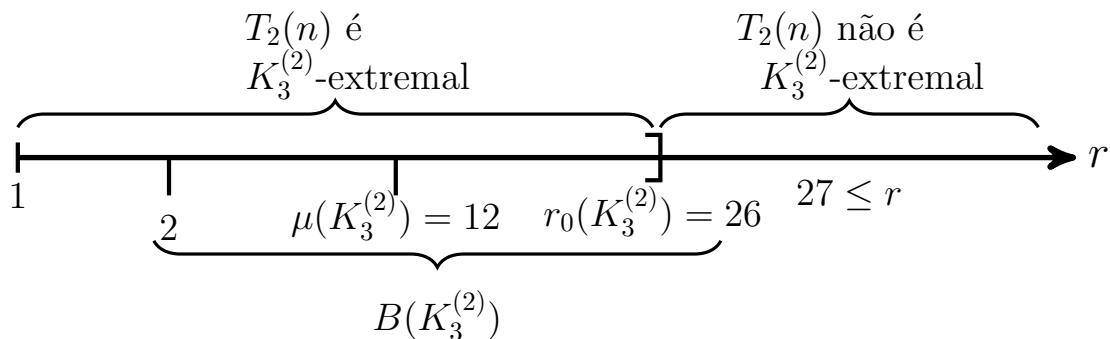 T_2(n) é
K_3^{(2)}-extremal
T_2(n) não é
K_3^{(2)}-extremal
r
1
2
μ(K_3^{(2)}) = 12
r_0(K_3^{(2)}) = 26
27 ≤ r
B(K_3^{(2)})